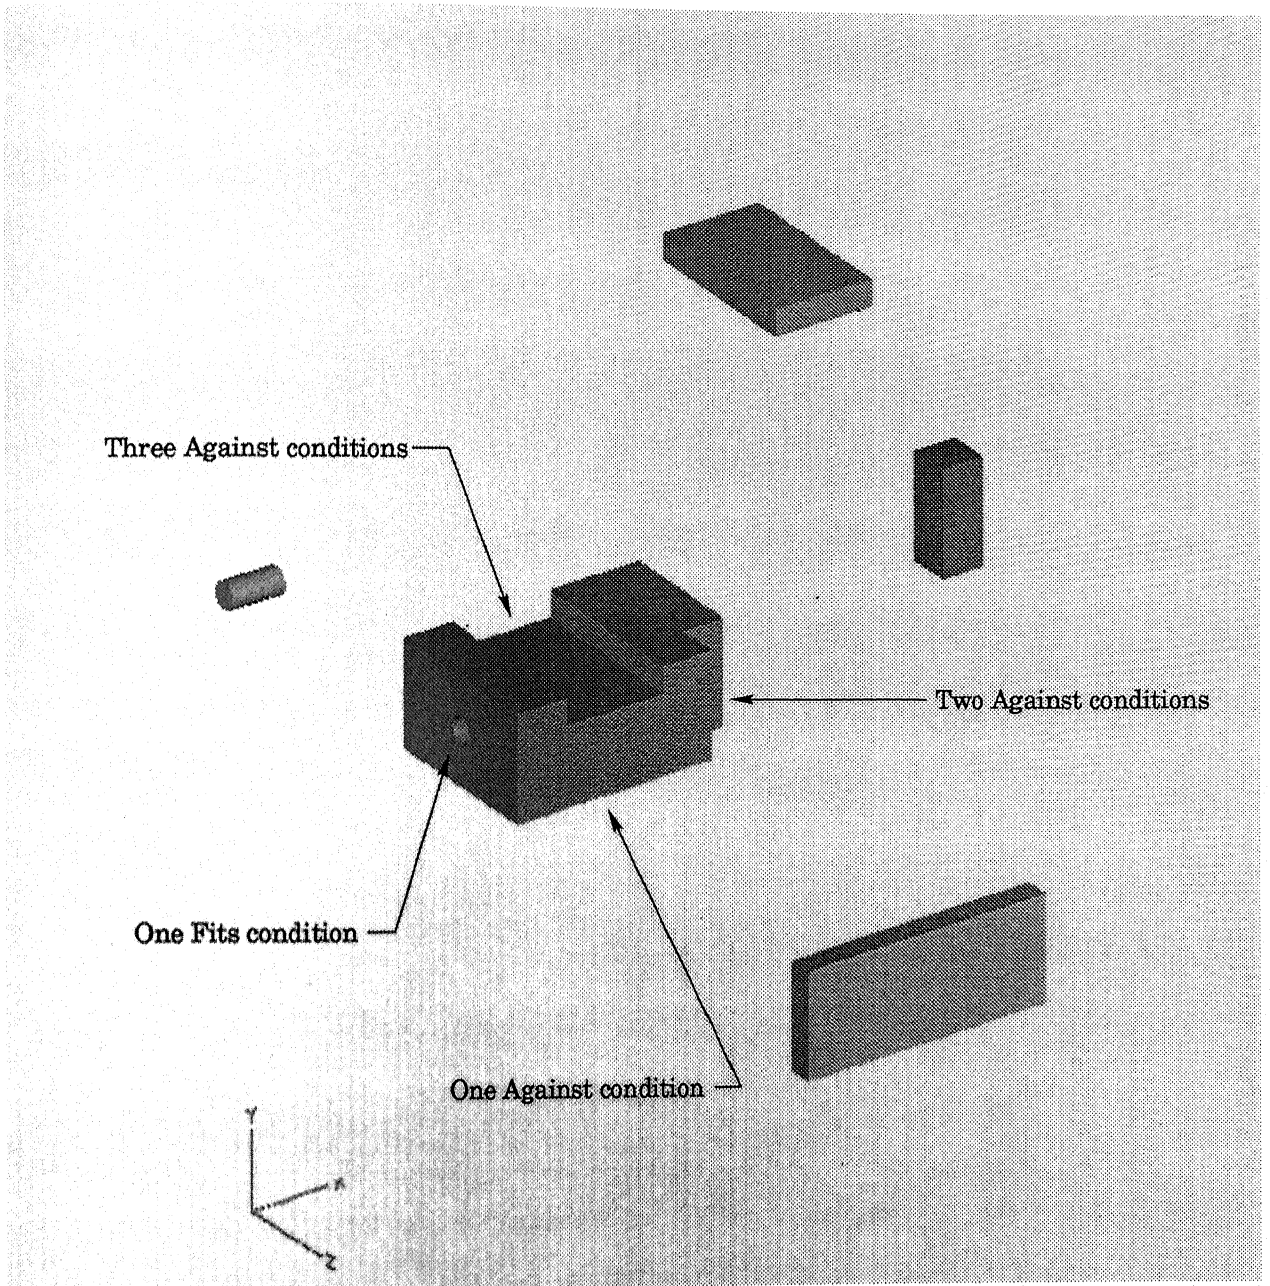 Three Against conditions
Two Against conditions
One Fits condition
One Against condition
Y
X
Z